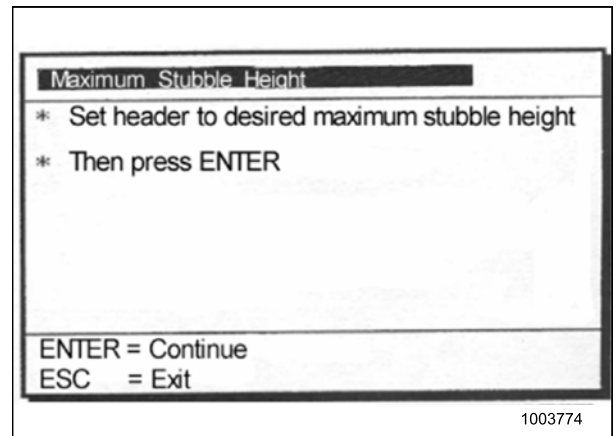 Maximum Stubble Height
* Set header to desired maximum stubble height
* Then press ENTER
ENTER = Continue
ESC = Exit
1003774